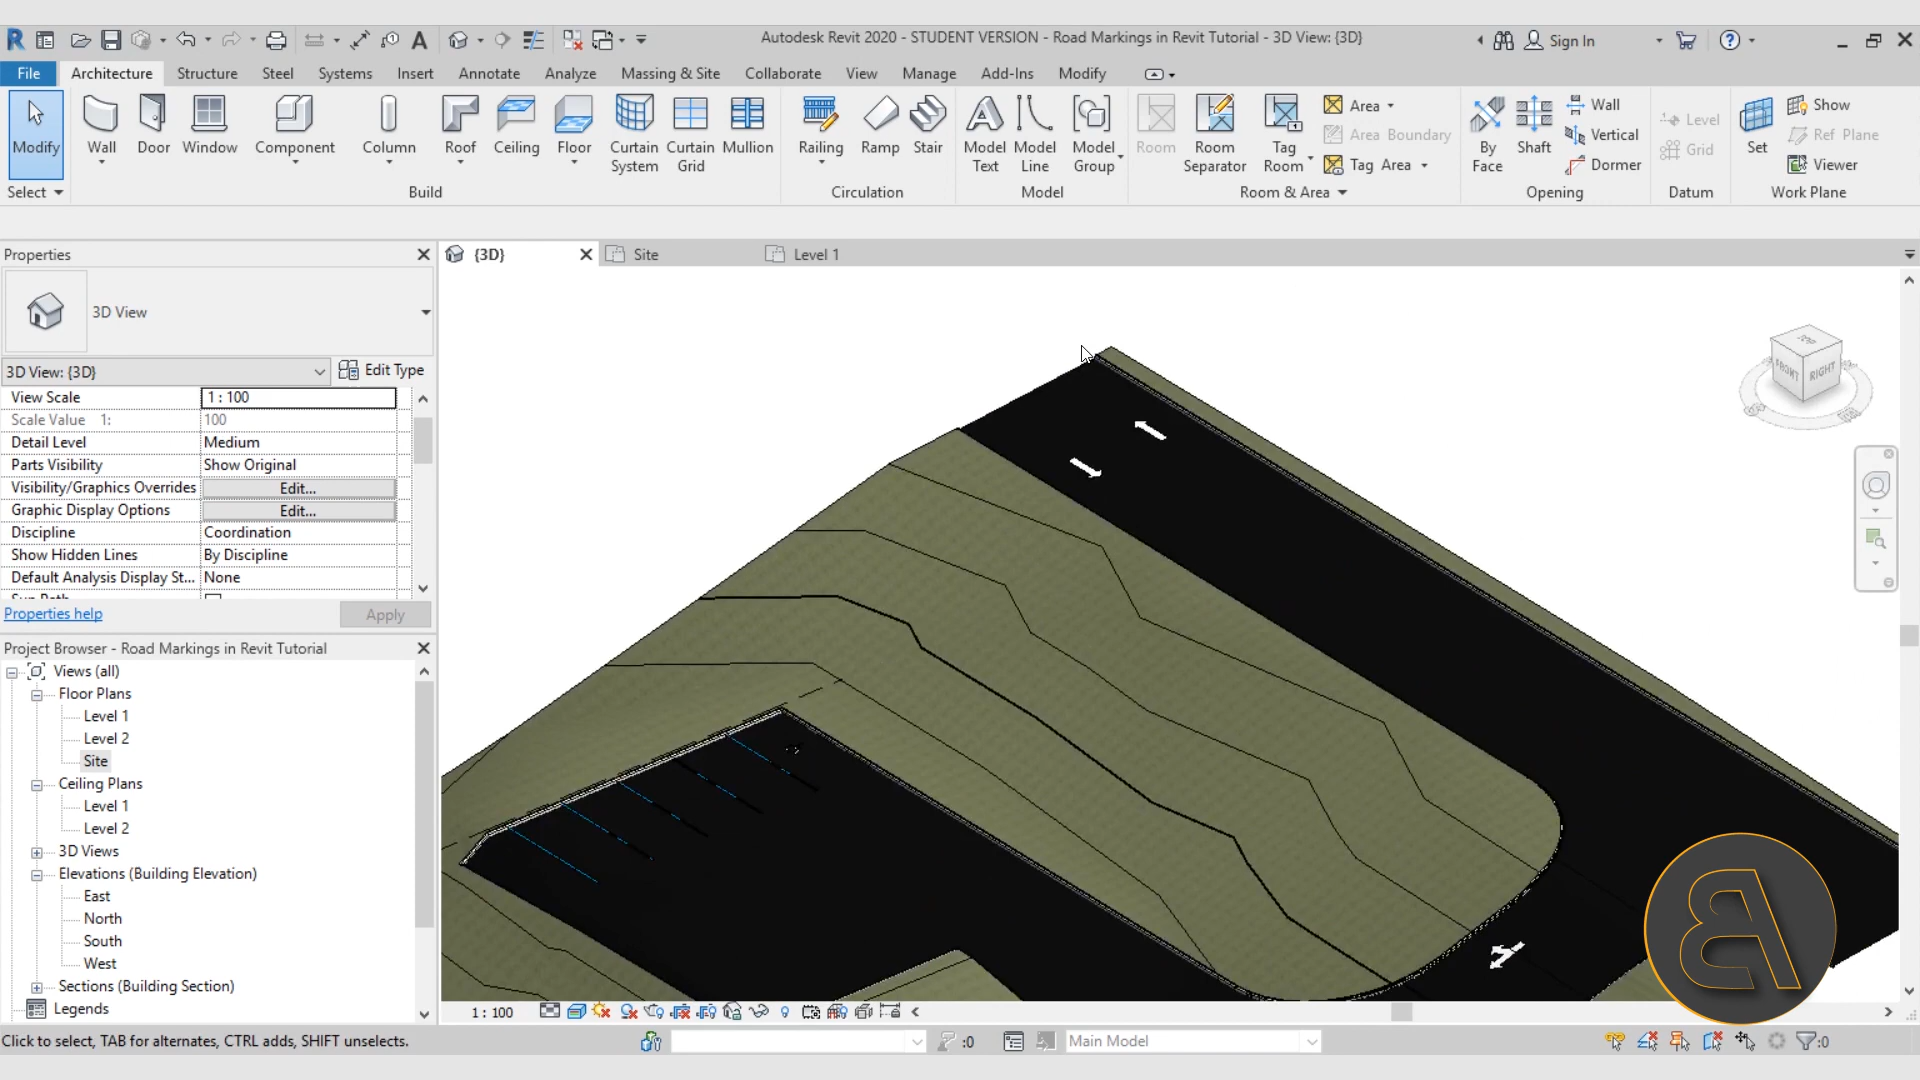 Autodesk Revit 2020 - STUDENT VERSION - Road Markings in Revit Tutorial - 3D View: {3D}
Sign In
File Architecture Structure Steel Systems Insert Annotate Analyze Massing & Site Collaborate View Manage Add-Ins Modify
Modify
Wall
Door
Window
Component
Column
Roof
Ceiling
Floor
Curtain System
Curtain Grid
Mullion
Railing
Ramp
Stair
Model Text
Model Line
Model Group
Room
Room Separator
Tag Room
Area
Area Boundary
Tag Area
By Face
Shaft
Wall
Vertical
Dormer
Level
Grid
Set
Show
Ref Plane
Viewer
Select Build Circulation Model Room & Area Opening Datum Work Plane
Properties
{3D} Site Level 1
3D View
3D View: {3D} Edit Type
View Scale 1 : 100
Scale Value 1: 100
Detail Level Medium
Parts Visibility Show Original
Visibility/Graphics Overrides Edit...
Graphic Display Options Edit...
Discipline Coordination
Show Hidden Lines By Discipline
Default Analysis Display St... None
Properties help Apply
Project Browser - Road Markings in Revit Tutorial
Views (all)
Floor Plans
Level 1
Level 2
Site
Ceiling Plans
Level 1
Level 2
3D Views
Elevations (Building Elevation)
East
North
South
West
Sections (Building Section)
Legends
TOP
FRONT
RIGHT
1 : 100
Click to select, TAB for alternates, CTRL adds, SHIFT unselects.
:0
Main Model
:0